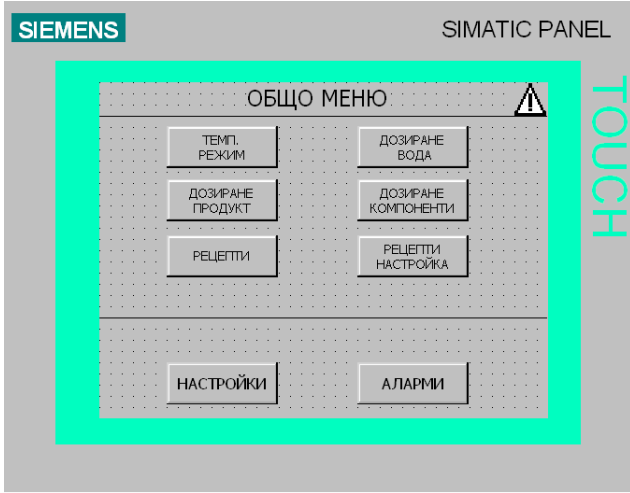 SIEMENS SIMATIC PANEL
TOUCH
ОБЩО МЕНЮ
ТЕМП. РЕЖИМ
ДОЗИРАНЕ ВОДА
ДОЗИРАНЕ ПРОДУКТ
ДОЗИРАНЕ КОМПОНЕНТИ
РЕЦЕПТИ
РЕЦЕПТИ НАСТРОЙКА
НАСТРОЙКИ
АЛАРМИ